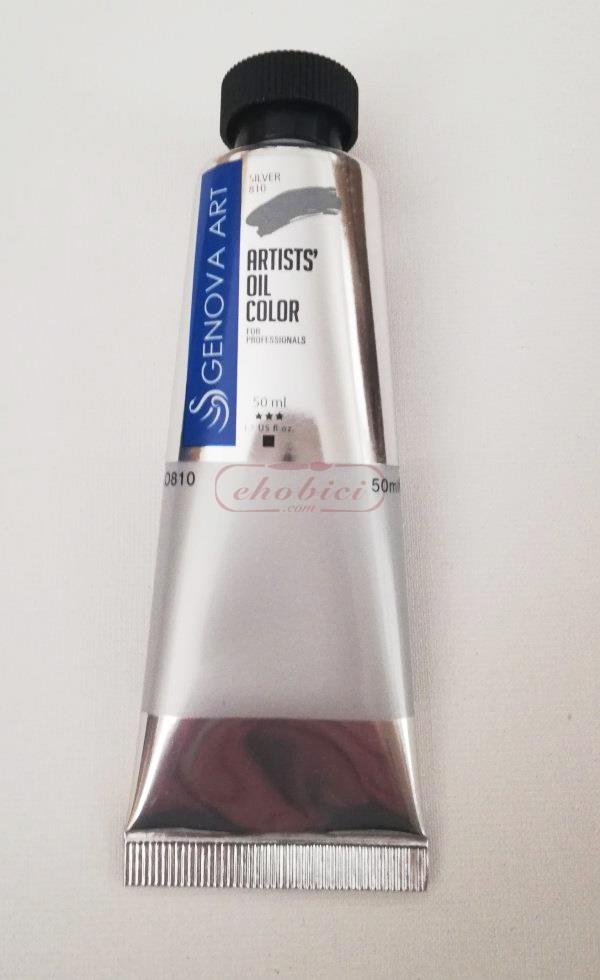 SILVER
810
GENOVA ART
ARTISTS'
OIL
COLOR
FOR
PROFESSIONALS
50 ml
US fl oz.
0810
50ml
ehobici
.com